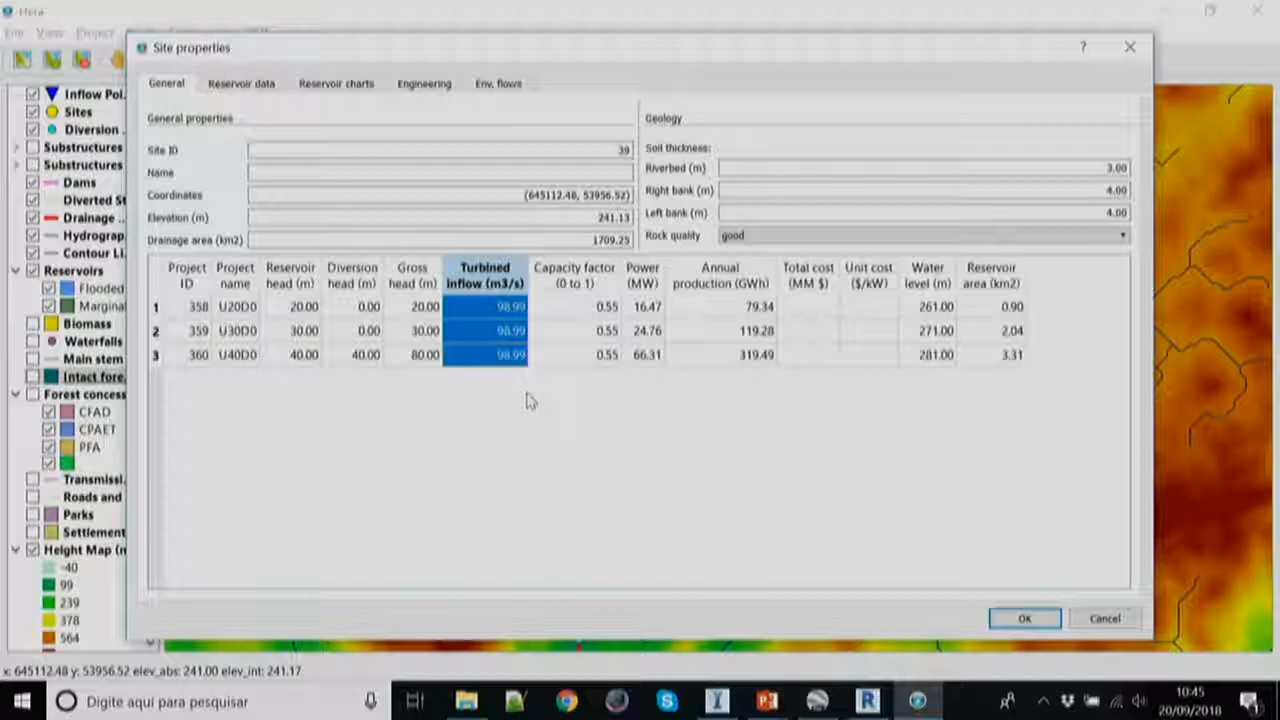 Hera
File View Project
Site properties
?
General Reservoir data Reservoir charts Engineering Env. flows
General properties
Site ID 39
Name
Coordinates (645112.48, 53956.52)
Elevation (m) 241.13
Drainage area (km2) 1709.25
Geology
Soil thickness:
Riverbed (m) 3.00
Right bank (m) 4.00
Left bank (m) 4.00
Rock quality good
Project ID Project name Reservoir head (m) Diversion head (m) Gross head (m) Turbined inflow (m3/s) Capacity factor (0 to 1) Power (MW) Annual production (GWh) Total cost (MM $) Unit cost ($/kW) Water level (m) Reservoir area (km2)
1 358 U20D0 20.00 0.00 20.00 98.99 0.55 16.47 79.34 261.00 0.90
2 359 U30D0 30.00 0.00 30.00 98.99 0.55 24.76 119.28 271.00 2.04
3 360 U40D0 40.00 40.00 80.00 98.99 0.55 66.31 319.49 281.00 3.31
OK Cancel
Inflow Poi..
Sites
Diversion ..
Substructures
Substructures
Dams
Diverted St
Drainage ..
Hydrograp
Contour Li..
Reservoirs
Flooded
Marginal
Biomass
Waterfalls
Main stem
Intact fore..
Forest concess
CFAD
CPAET
PFA
Transmissi..
Roads and
Parks
Settlement
Height Map (m
-40
99
239
378
564
x: 645112.48 y: 53956.52 elev_abs: 241.00 elev_int: 241.17
Digite aqui para pesquisar
10:45
20/09/2018
1